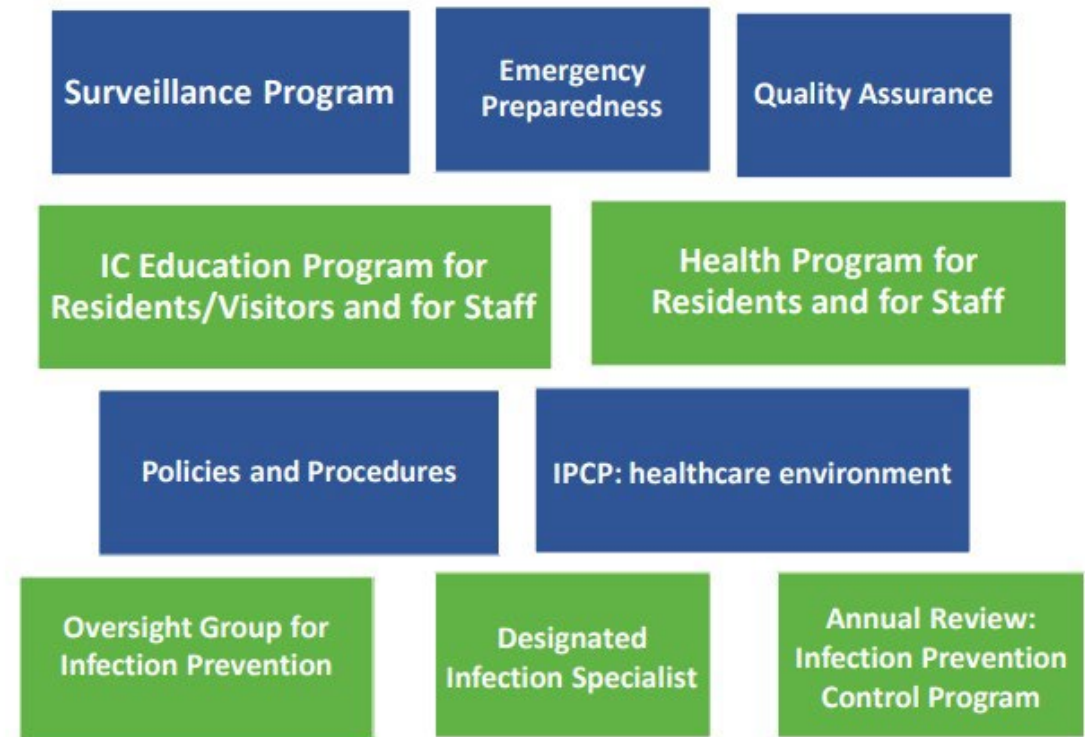 Surveillance Program
Emergency
Preparedness
Quality Assurance
IC Education Program for
Residents/Visitors and for Staff
Health Program for
Residents and for Staff
Policies and Procedures
IPCP: healthcare environment
Oversight Group for
Infection Prevention
Designated
Infection Specialist
Annual Review:
Infection Prevention
Control Program